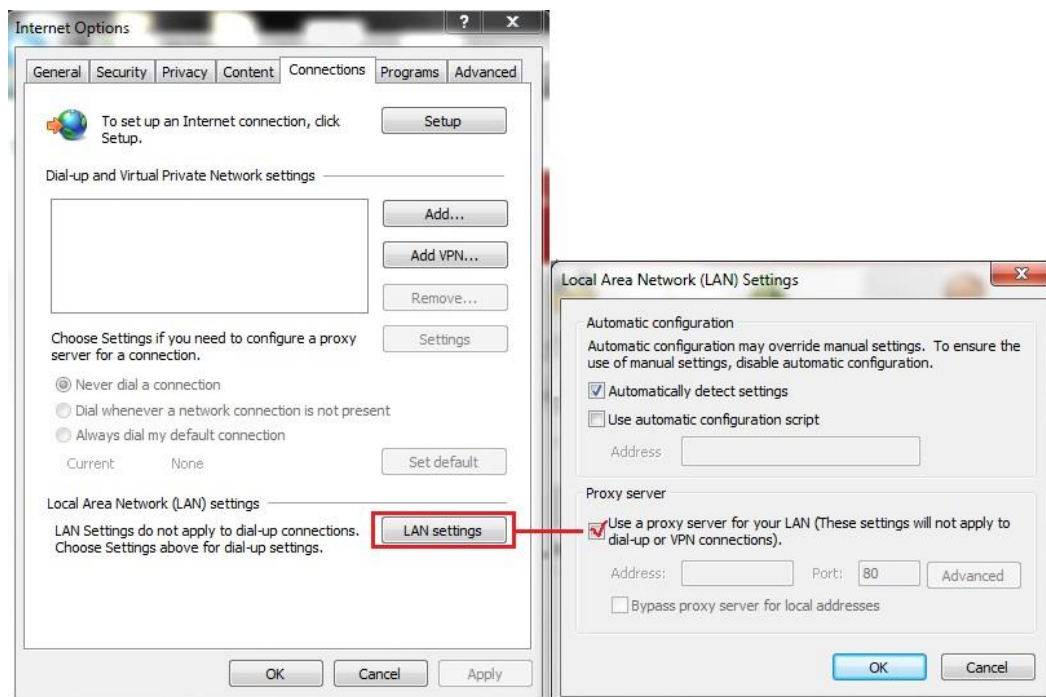 Internet Options
?
X
General Security Privacy Content Connections Programs Advanced
To set up an Internet connection, click
Setup.
Setup
Dial-up and Virtual Private Network settings
Add...
Add VPN...
Remove...
Choose Settings if you need to configure a proxy
server for a connection.
Settings
Never dial a connection
Dial whenever a network connection is not present
Always dial my default connection
Current None
Set default
Local Area Network (LAN) settings
LAN Settings do not apply to dial-up connections.
Choose Settings above for dial-up settings.
LAN settings
OK Cancel Apply
Local Area Network (LAN) Settings
X
Automatic configuration
Automatic configuration may override manual settings. To ensure the
use of manual settings, disable automatic configuration.
Automatically detect settings
Use automatic configuration script
Address
Proxy server
Use a proxy server for your LAN (These settings will not apply to
dial-up or VPN connections).
Address: Port: 80 Advanced
Bypass proxy server for local addresses
OK Cancel